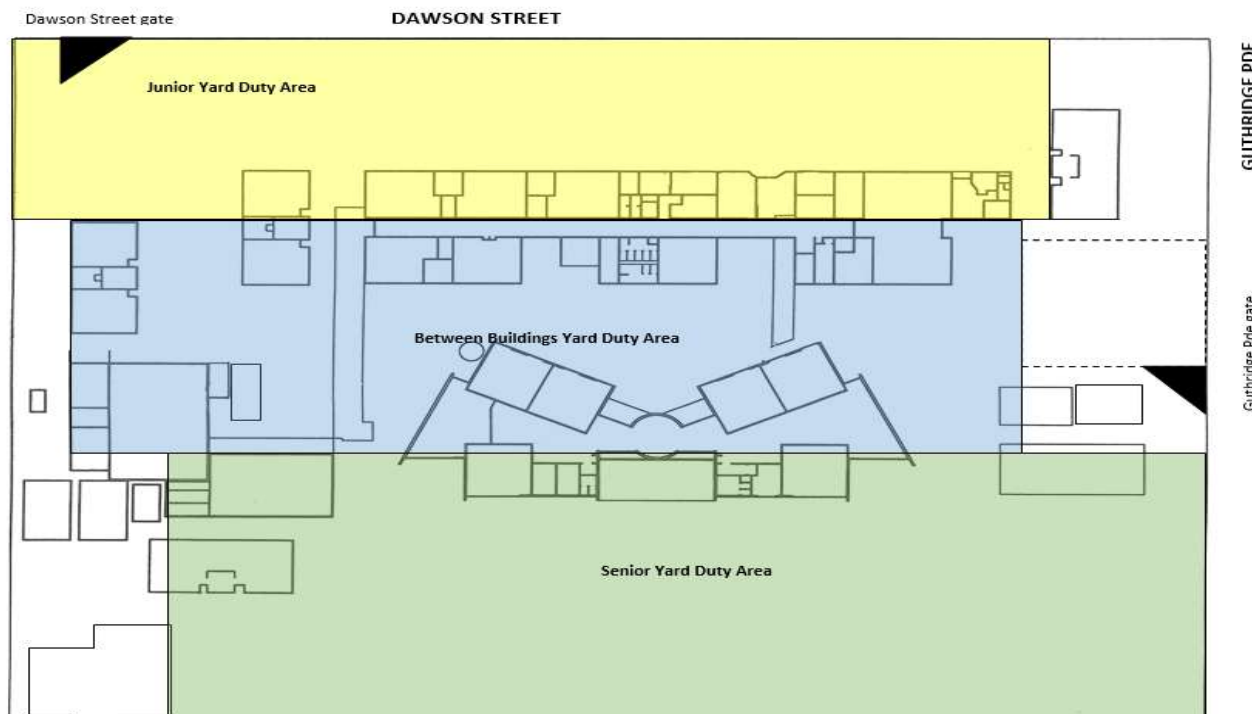 Dawson Street gate
DAWSON STREET
GUTHRIDGE PDE
Junior Yard Duty Area
Between Buildings Yard Duty Area
Guthridge Pde gate
Senior Yard Duty Area